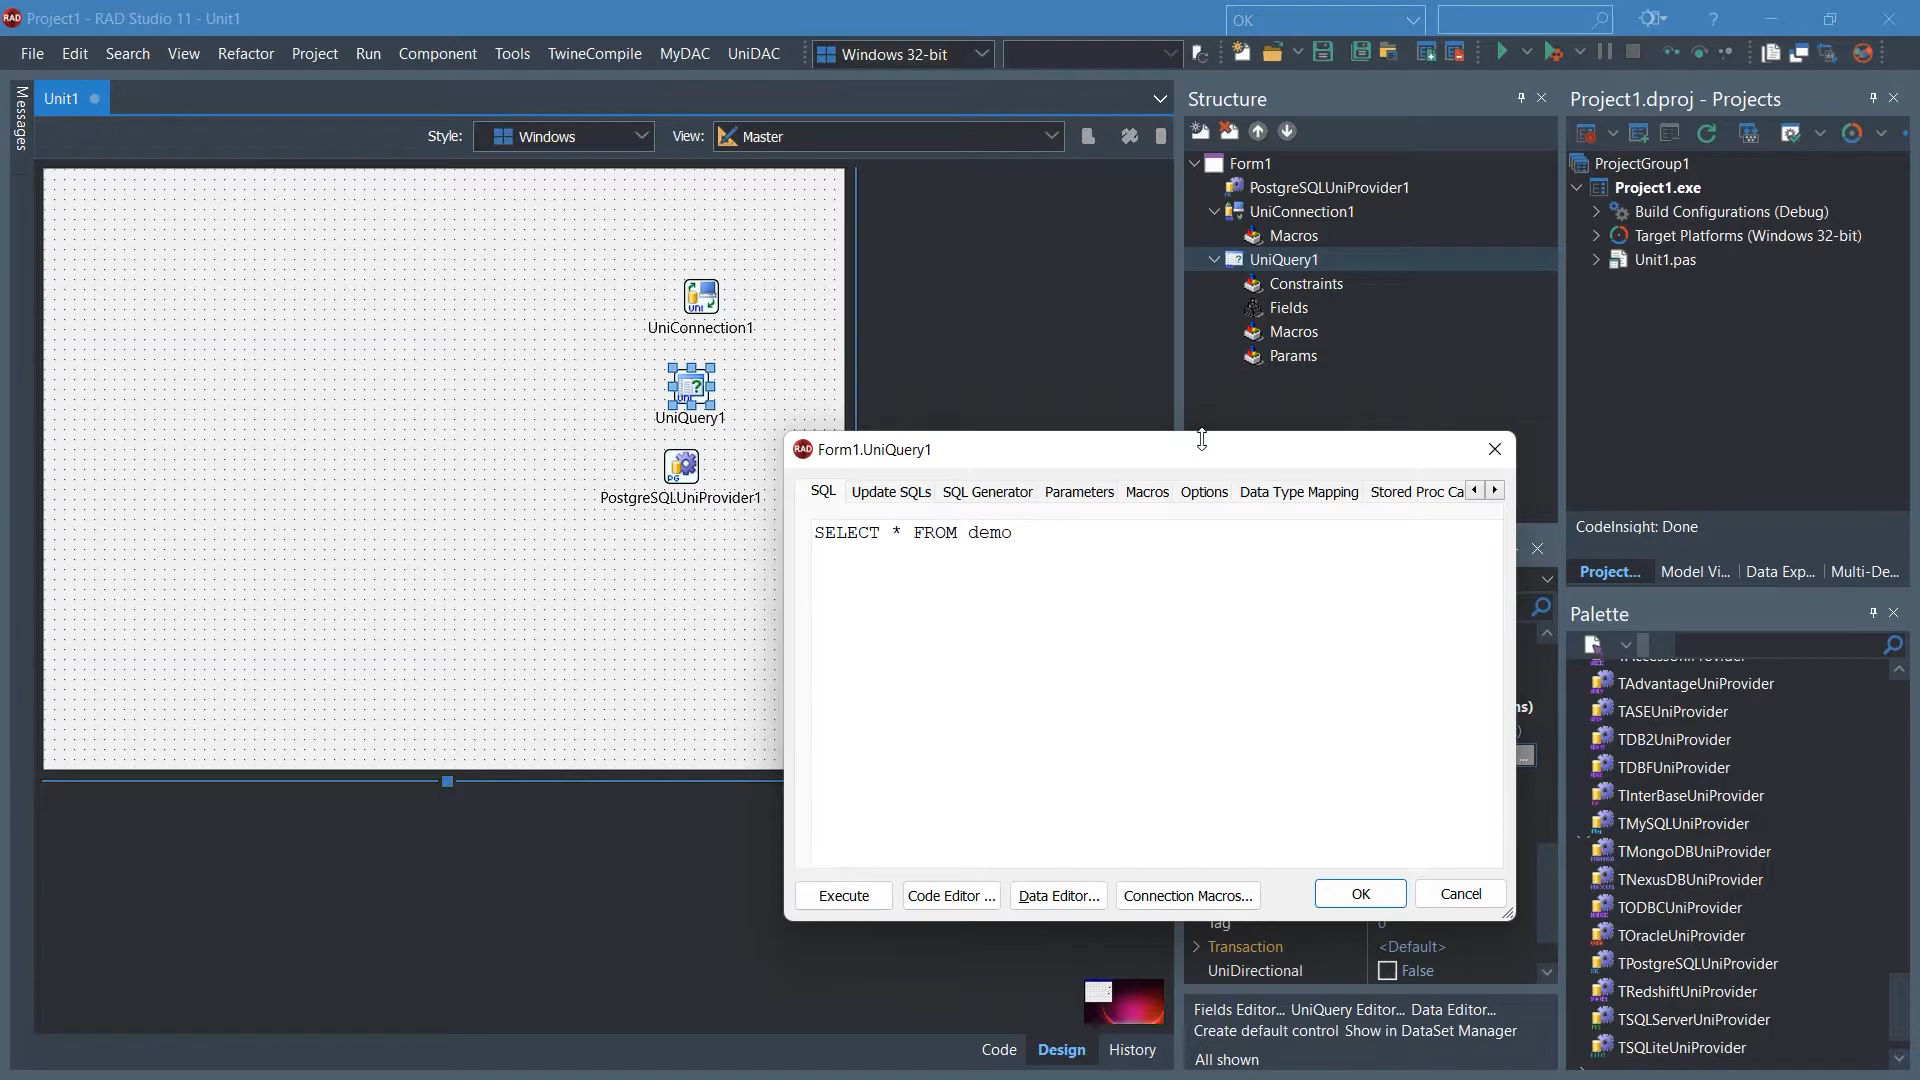 RAD Project1 - RAD Studio 11 - Unit1
OK
?
File Edit Search View Refactor Project Run Component Tools TwineCompile MyDAC UniDAC
Windows 32-bit
Messages
Unit1
Style: Windows View: Master
UniConnection1
UniQuery1
PostgreSQLUniProvider1
Structure
Form1
PostgreSQLUniProvider1
UniConnection1
Macros
UniQuery1
Constraints
Fields
Macros
Params
Project1.dproj - Projects
ProjectGroup1
Project1.exe
Build Configurations (Debug)
Target Platforms (Windows 32-bit)
Unit1.pas
CodeInsight: Done
Project... Model Vi... Data Exp... Multi-De...
RAD Form1.UniQuery1
SQL Update SQLs SQL Generator Parameters Macros Options Data Type Mapping Stored Proc Ca
SELECT * FROM demo
Execute Code Editor ... Data Editor... Connection Macros... OK Cancel
ns)
...
Tag 0
Transaction <Default>
UniDirectional False
Fields Editor... UniQuery Editor... Data Editor...
Create default control Show in DataSet Manager
All shown
Code Design History
Palette
TAdvantageUniProvider
TASEUniProvider
TDB2UniProvider
TDBFUniProvider
TInterBaseUniProvider
TMySQLUniProvider
TMongoDBUniProvider
TNexusDBUniProvider
TODBCUniProvider
TOracleUniProvider
TPostgreSQLUniProvider
TRedshiftUniProvider
TSQLServerUniProvider
TSQLiteUniProvider